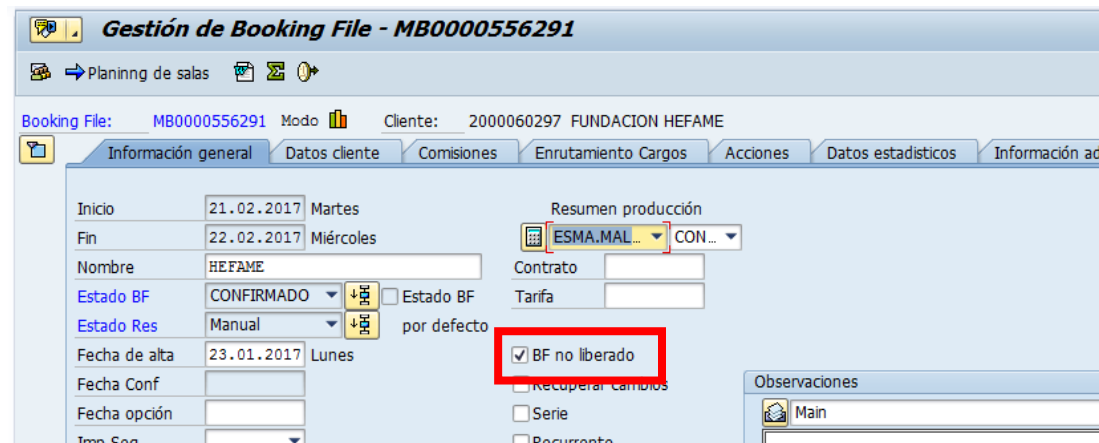 Gestión de Booking File - MB0000556291
Planinng de salas
Booking File: MB0000556291 Modo Cliente: 2000060297 FUNDACION HEFAME
Información general Datos cliente Comisiones Enrutamiento Cargos Acciones Datos estadisticos Información ad
Inicio 21.02.2017 Martes Resumen producción
Fin 22.02.2017 Miércoles ESMA.MAL... CON...
Nombre HEFAME Contrato
Estado BF CONFIRMADO Estado BF Tarifa
Estado Res Manual por defecto
Fecha de alta 23.01.2017 Lunes BF no liberado
Fecha Conf Recuperar cambios Observaciones
Fecha opción Serie Main
Imp Seg Recurrente